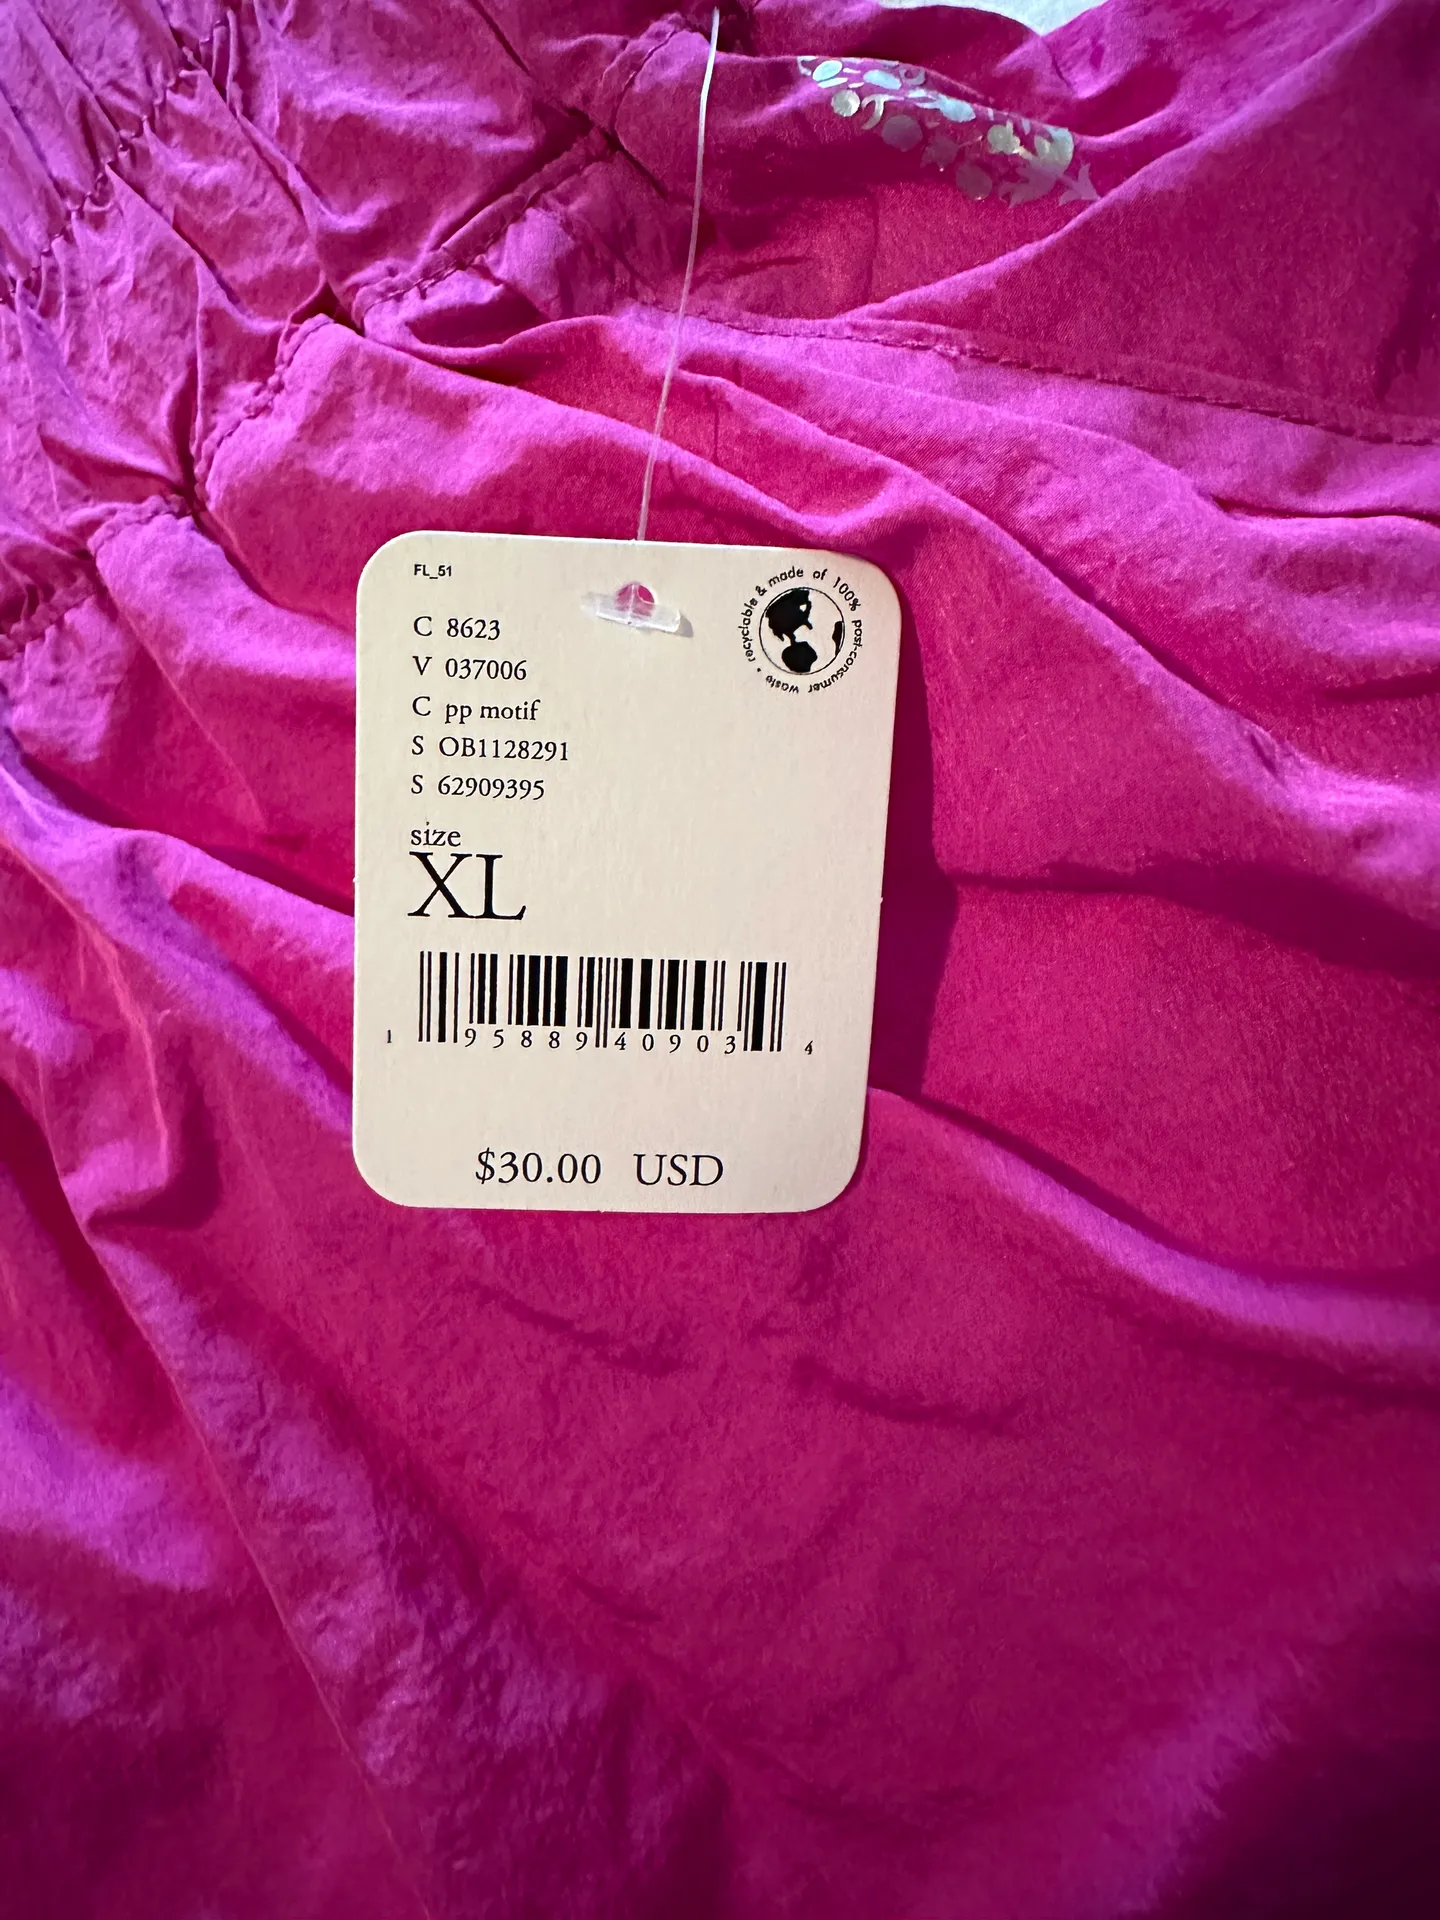 FL_51
recyclable & made of 100% post-consumer waste •
C 8623
V 037006
C pp motif
S OB1128291
S 62909395
size
XL
1 95889 40903 4
$30.00 USD